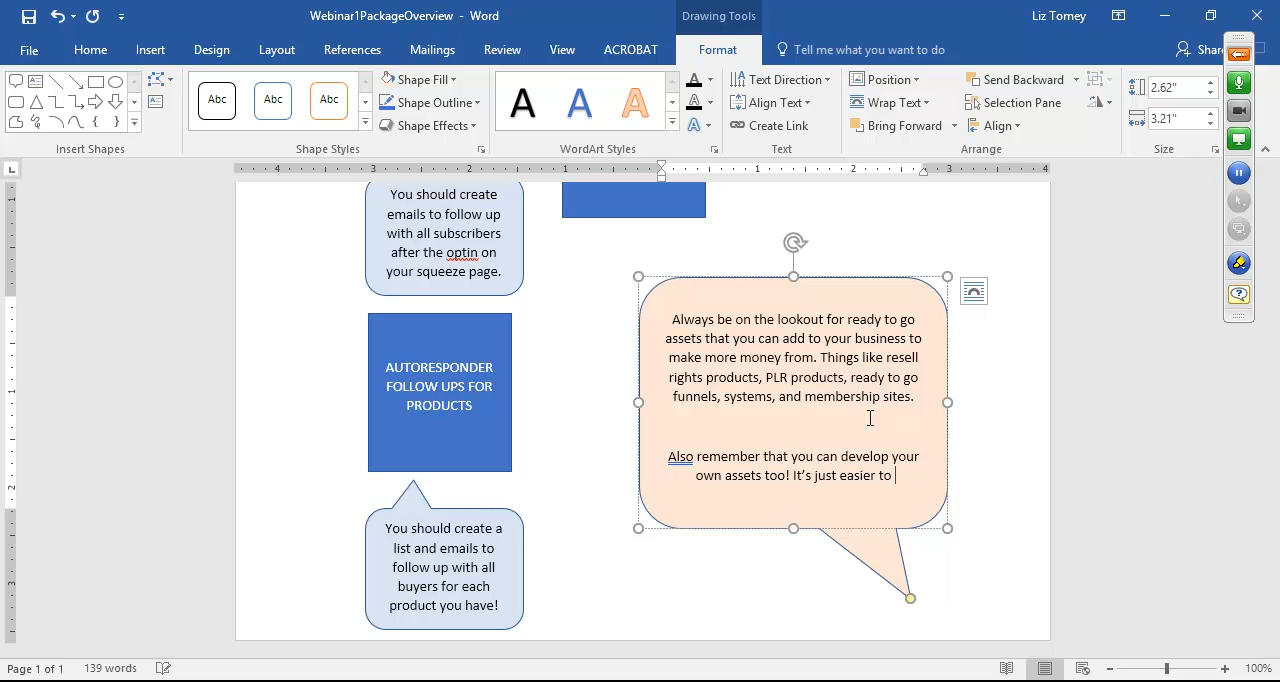 Webinar1PackageOverview - Word
Drawing Tools
Liz Tomey
File
Home
Insert
Design
Layout
References
Mailings
Review
View
ACROBAT
Format
Tell me what you want to do
Abc
Abc
Abc
Shape Fill
Shape Outline
Shape Effects
A
A
A
Text Direction
Align Text
Create Link
Position
Wrap Text
Bring Forward
Send Backward
Selection Pane
Align
2.62"
3.21"
Insert Shapes
Shape Styles
WordArt Styles
Text
Arrange
Size
4 3 2 1 1 2 3 4
You should create
emails to follow up
with all subscribers
after the optin on
your squeeze page.
AUTORESPONDER
FOLLOW UPS FOR
PRODUCTS
You should create a
list and emails to
follow up with all
buyers for each
product you have!
Always be on the lookout for ready to go
assets that you can add to your business to
make more money from. Things like resell
rights products, PLR products, ready to go
funnels, systems, and membership sites.
Also remember that you can develop your
own assets too! It's just easier to
Page 1 of 1
139 words
100%